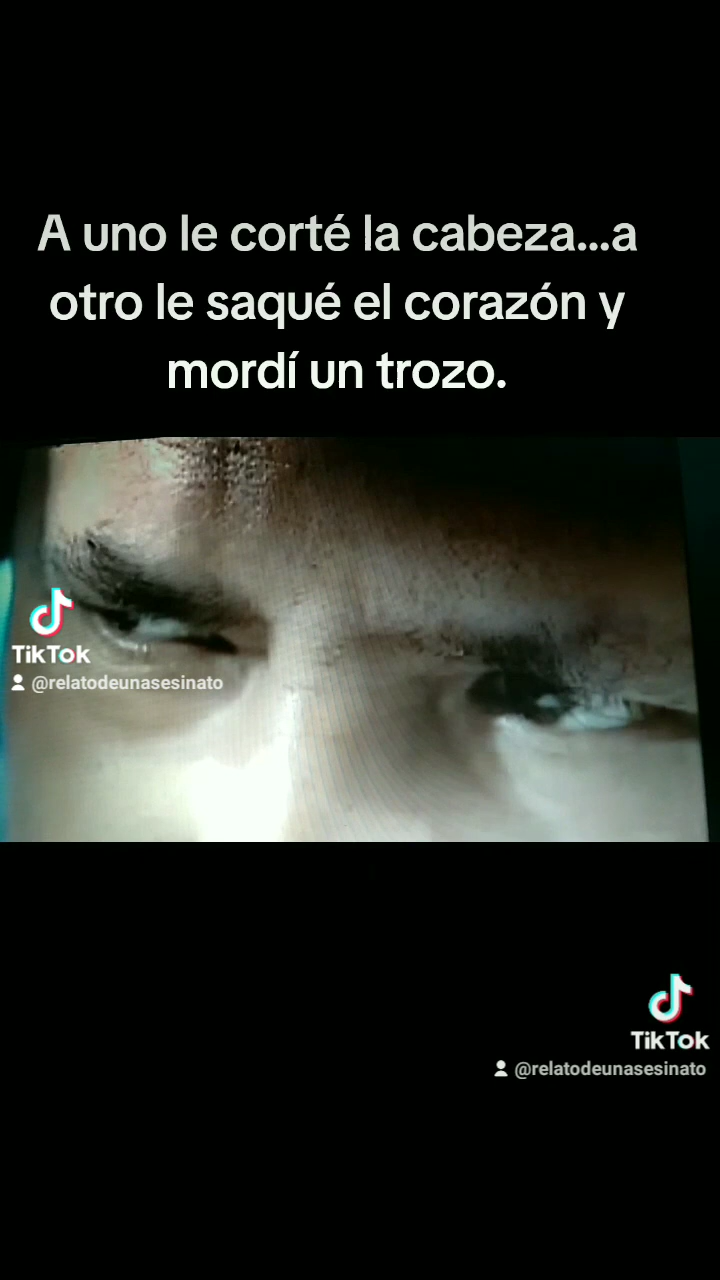 A uno le corté la cabeza...a
otro le saqué el corazón y
mordí un trozo.
TikTok
@relatodeunasesinato
TikTok
@relatodeunasesinato